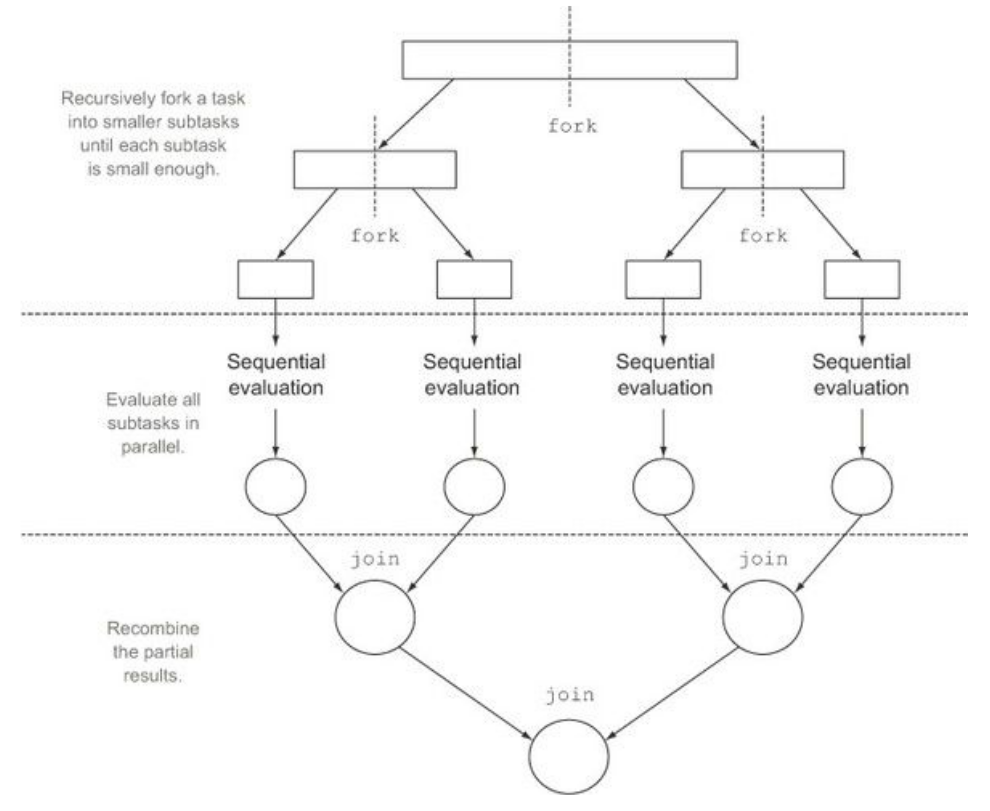 Recursively fork a task
into smaller subtasks
until each subtask
is small enough.
fork
fork
fork
Sequential
evaluation
Sequential
evaluation
Sequential
evaluation
Sequential
evaluation
Evaluate all
subtasks in
parallel.
join
join
Recombine
the partial
results.
join